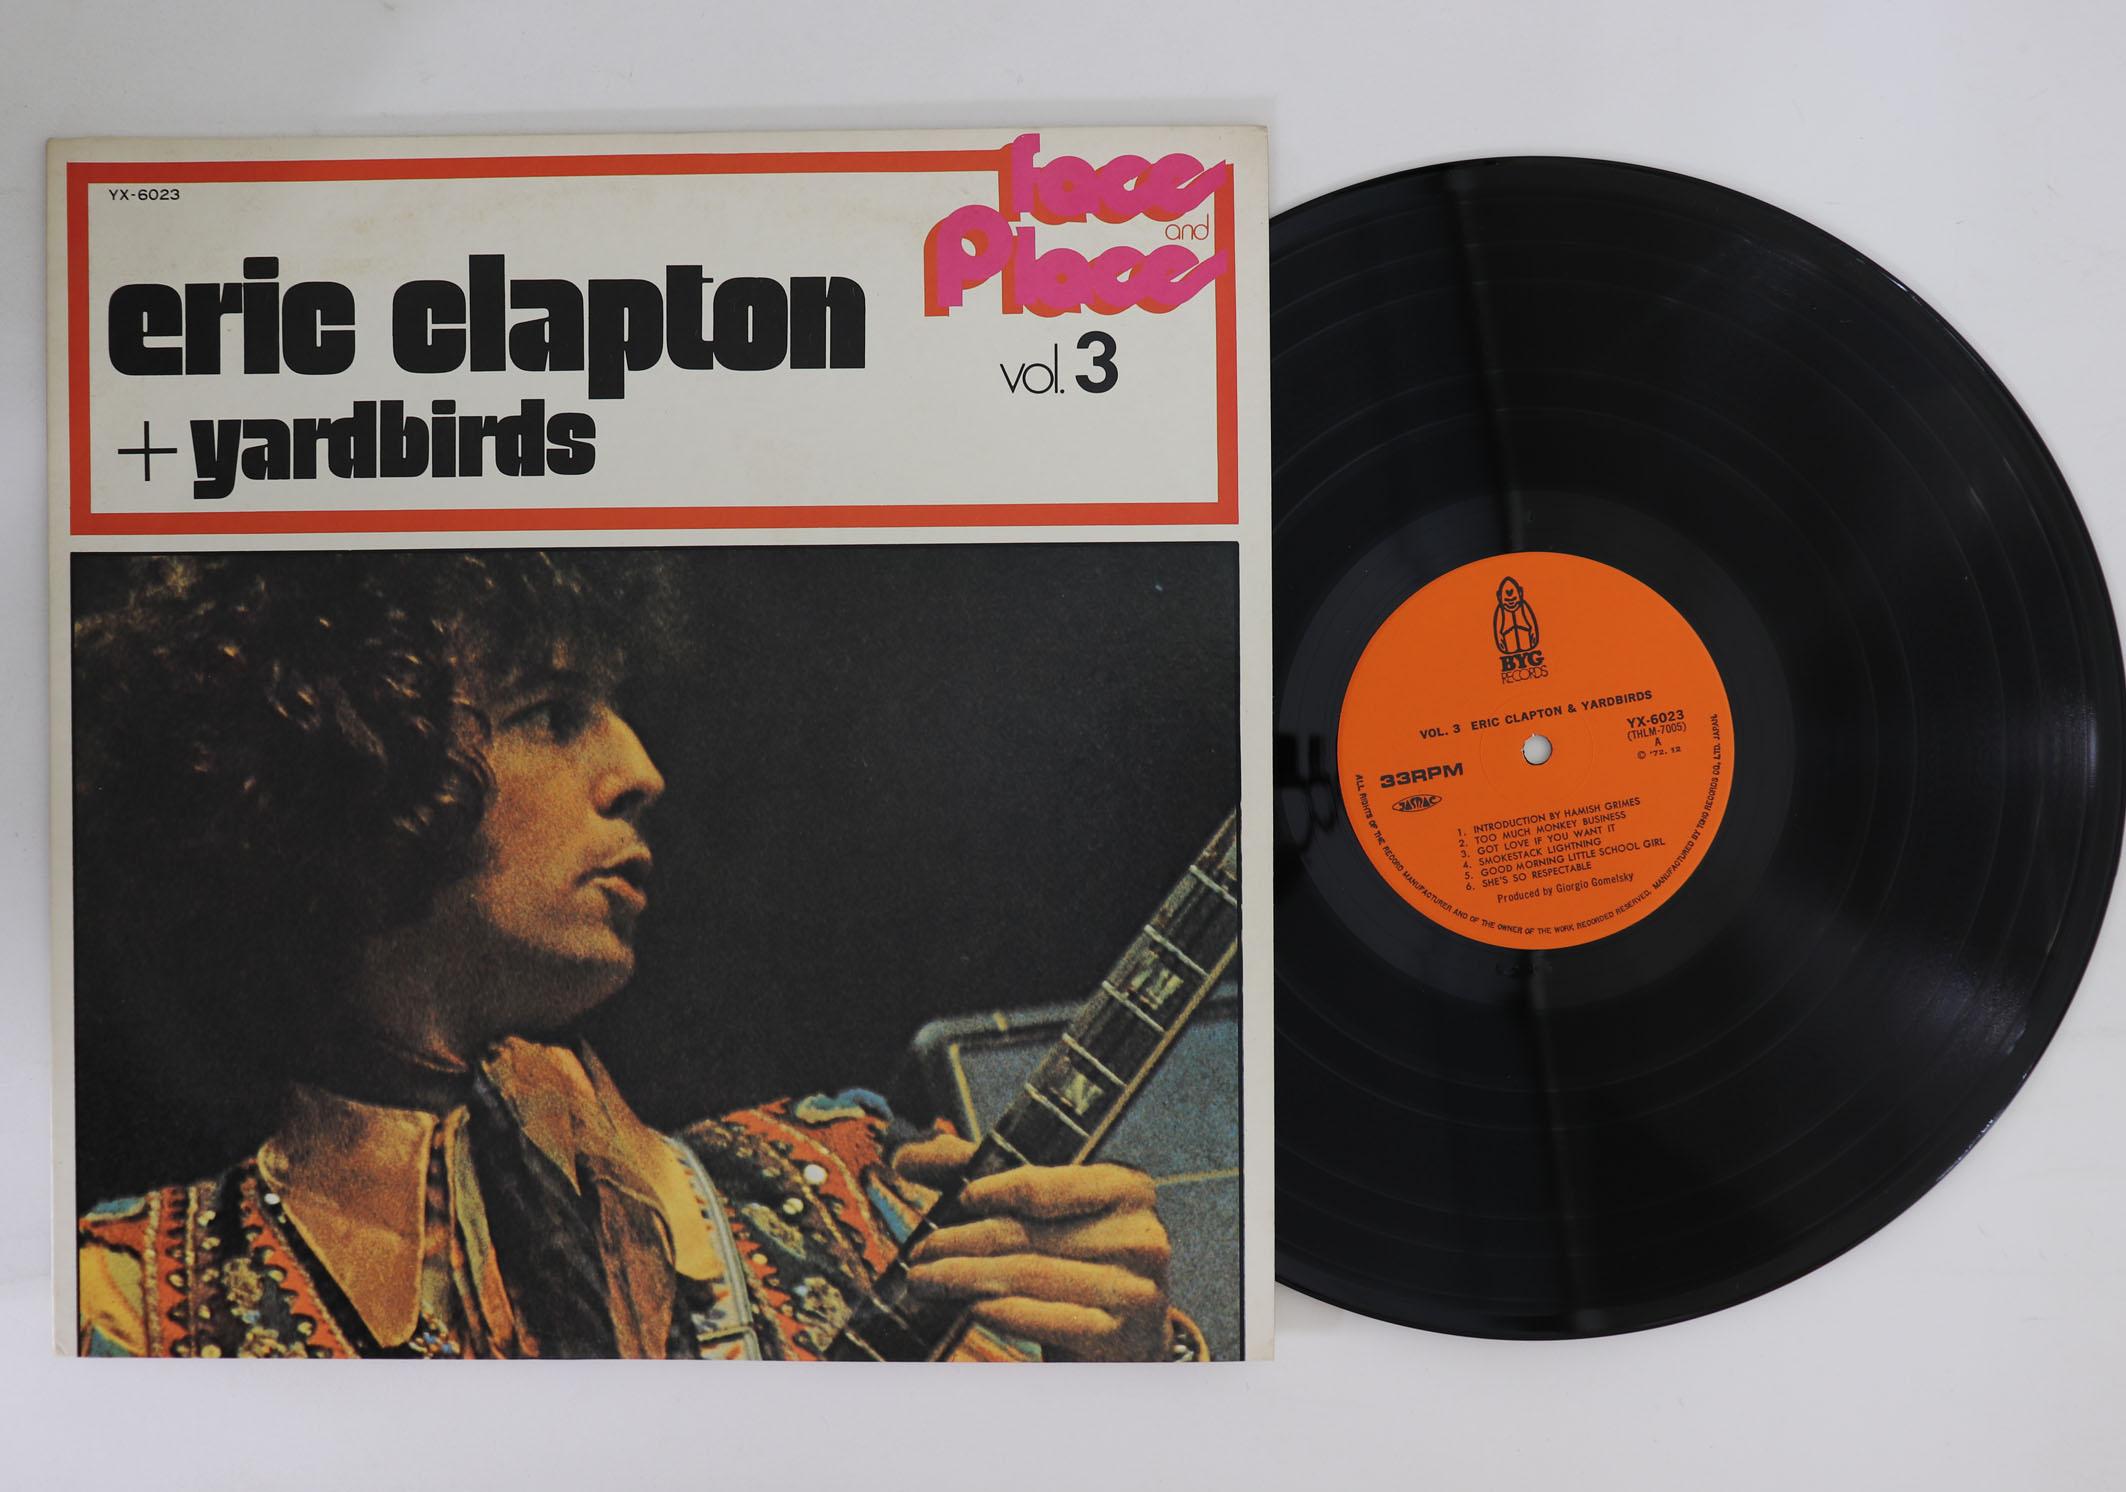 YX-6023
face
and
Place
vol. 3
eric clapton
+ yardbirds
BYG
RECORDS
VOL. 3 ERIC CLAPTON & YARDBIRDS
YX-6023
(THLM-7005)
A
© '72. 12
33RPM
JASRAC
1. INTRODUCTION BY HAMISH GRIMES
2. TOO MUCH MONKEY BUSINESS
3. GOT LOVE IF YOU WANT IT
4. SMOKESTACK LIGHTNING
5. GOOD MORNING LITTLE SCHOOL GIRL
6. SHE'S SO RESPECTABLE
Produced by Giorgio Gomelsky
ALL RIGHTS OF THE RECORD MANUFACTURER AND OF THE OWNER OF THE WORK RECORDED RESERVED. MANUFACTURED BY TOHO RECORDS CO., LTD. JAPAN.